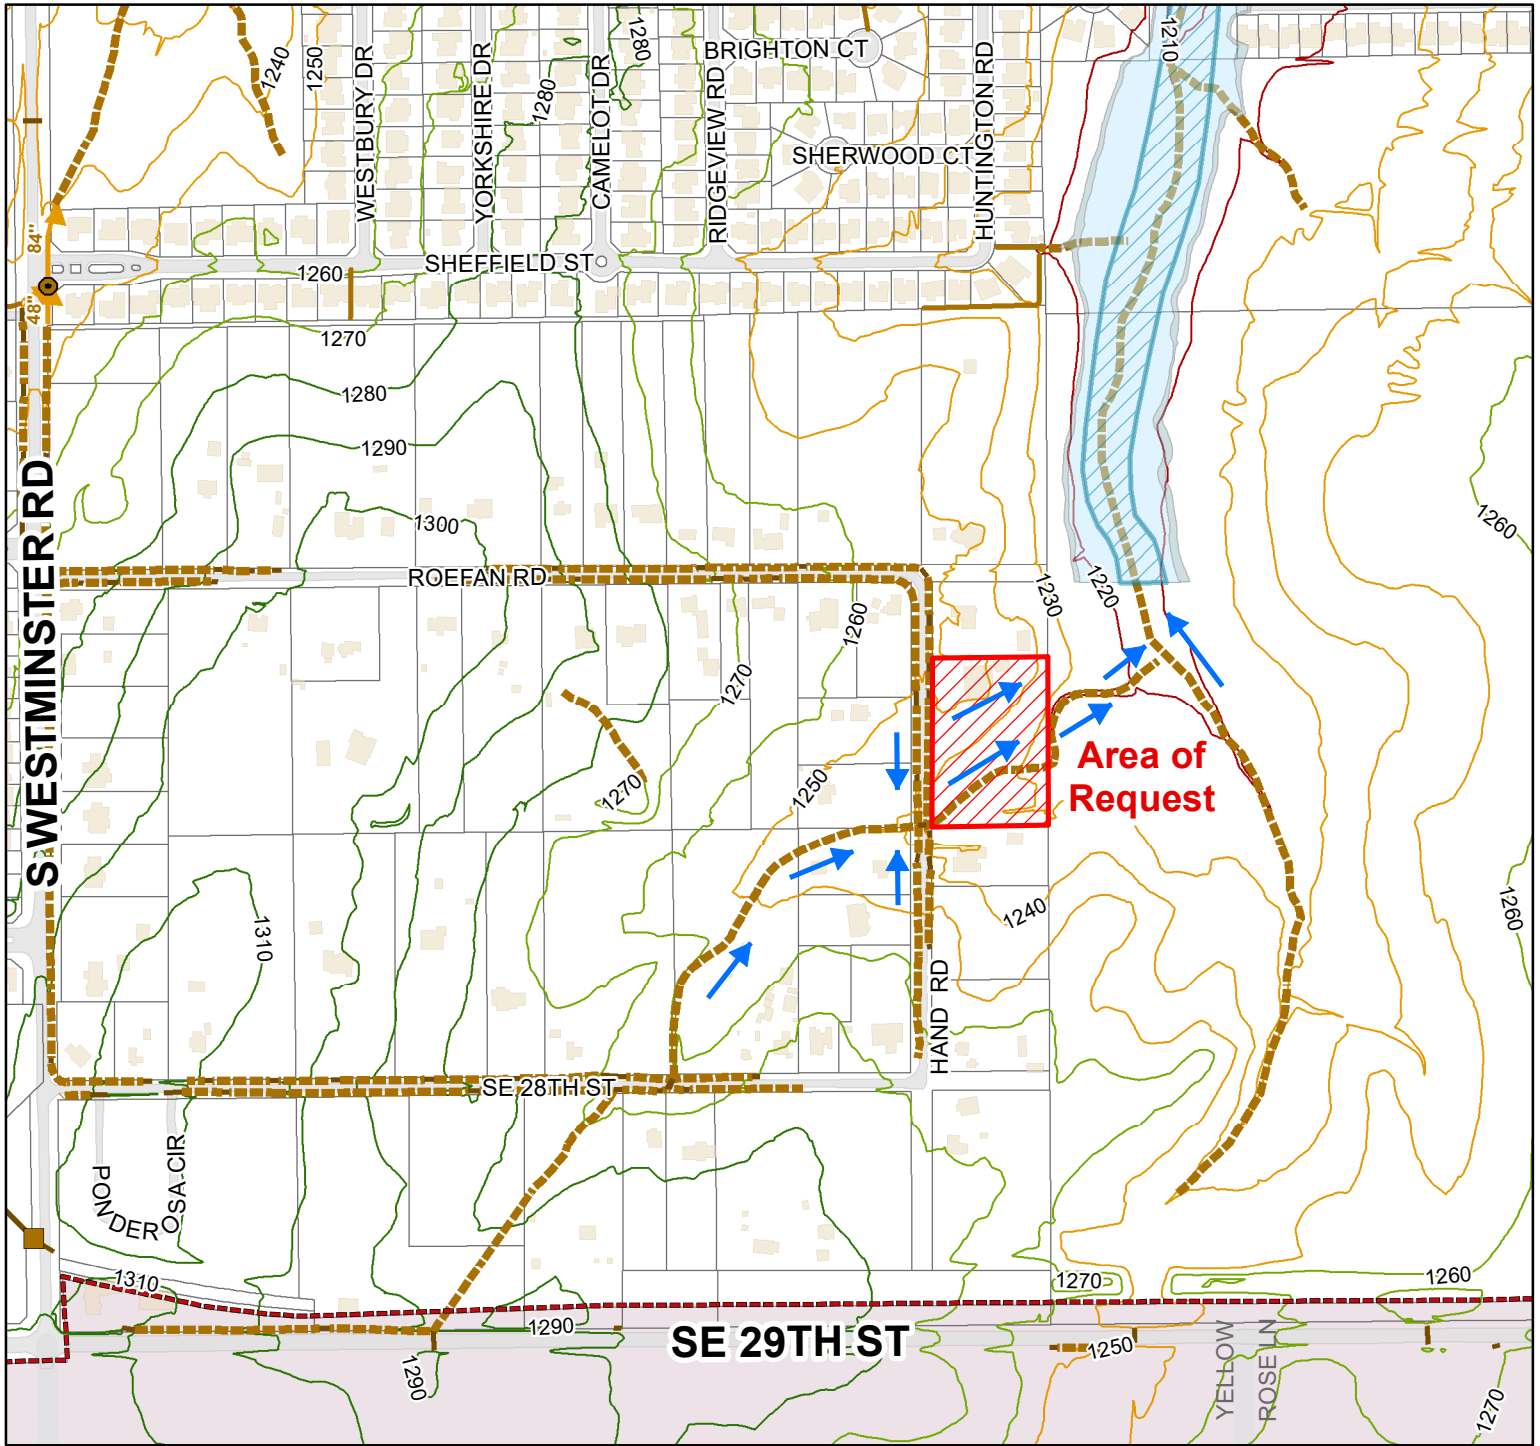 1240
1250
WESTBURY DR
YORKSHIRE DR
1280
CAMELOT DR
1280
RIDGEVIEW RD
BRIGHTON CT
SHERWOOD CT
HUNTINGTON RD
1210
84"
48"
1260
SHEFFIELD ST
1270
1280
1290
1300
S WESTMINSTER RD
ROEFAN RD
1260
1230
1220
1260
1270
1270
1250
Area of
Request
1310
1240
1260
HAND RD
SE 28TH ST
PONDEROSA CIR
1310
1270
1260
1290
SE 29TH ST
1290
1250
YELLOW
ROSE LN
1270